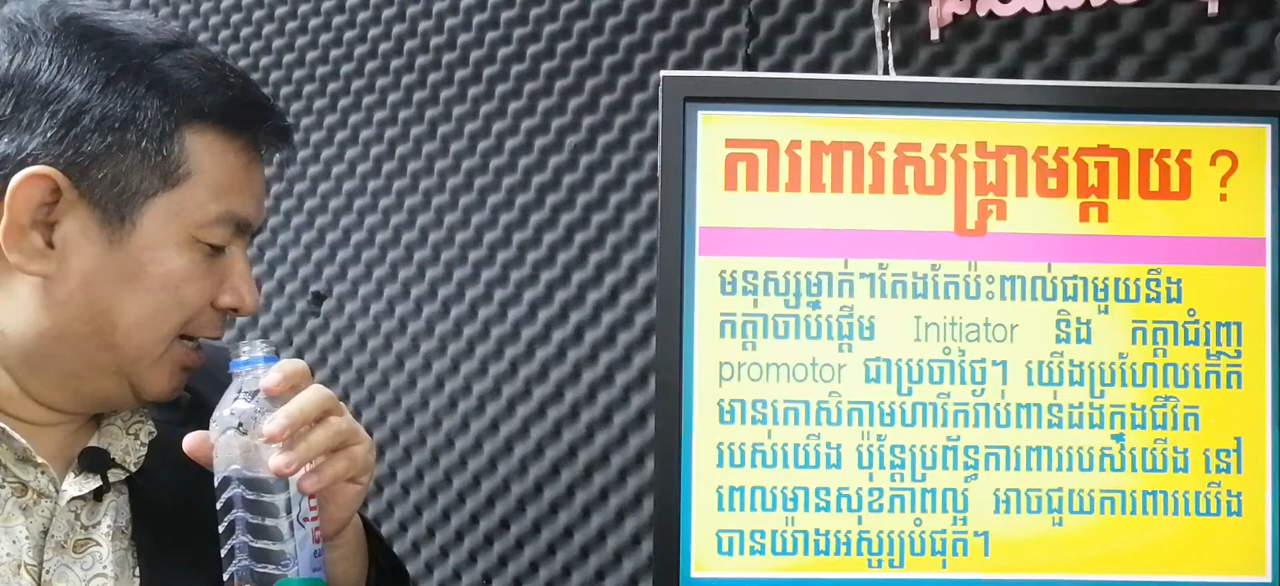 ការពារសង្គ្រាមផ្កាយ ?
មនុស្សម្នាក់ៗតែងតែប៉ះពាល់ជាមួយនឹង
កត្តាចាប់ផ្តើម Initiator និង កត្តាជំរុញ
promotor ជាប្រចាំថ្ងៃ។ យើងប្រហែលកើត
មានកោសិកាមហារីករាប់ពាន់ដងក្នុងជីវិត
របស់យើង ប៉ុន្តែប្រព័ន្ធការពាររបស់យើង នៅ
ពេលមានសុខភាពល្អ អាចជួយការពារយើង
បានយ៉ាងអស្ចារ្យបំផុត។